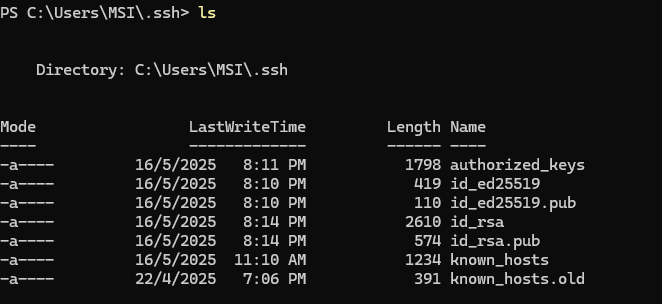 PS C:\Users\MSI\.ssh> ls
Directory: C:\Users\MSI\.ssh
Mode LastWriteTime Length Name
---- ------------- ------ ----
-a---- 16/5/2025 8:11 PM 1798 authorized_keys
-a---- 16/5/2025 8:10 PM 419 id_ed25519
-a---- 16/5/2025 8:10 PM 110 id_ed25519.pub
-a---- 16/5/2025 8:14 PM 2610 id_rsa
-a---- 16/5/2025 8:14 PM 574 id_rsa.pub
-a---- 16/5/2025 11:10 AM 1234 known_hosts
-a---- 22/4/2025 7:06 PM 391 known_hosts.old